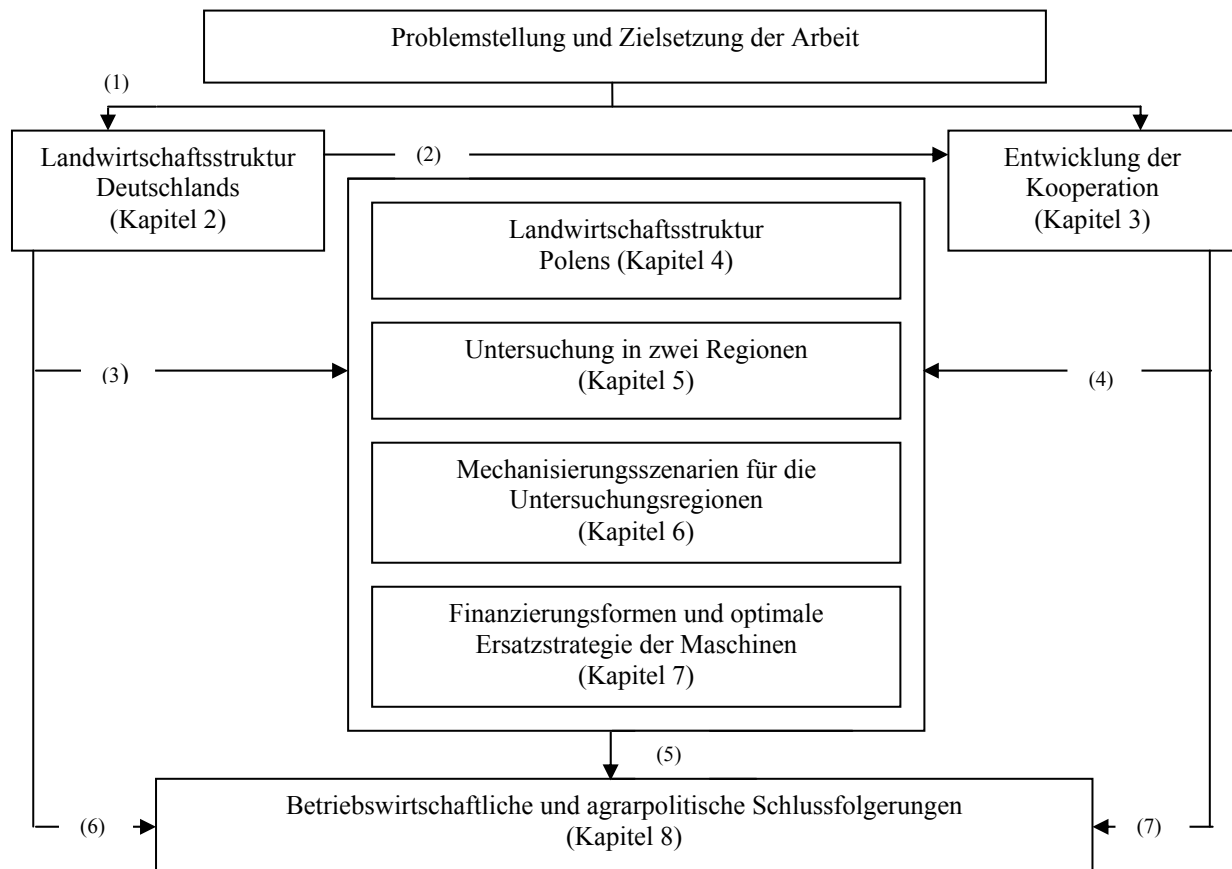 Problemstellung und Zielsetzung der Arbeit
(1)
Landwirtschaftsstruktur
Deutschlands
(Kapitel 2)
(2)
Entwicklung der
Kooperation
(Kapitel 3)
Landwirtschaftsstruktur
Polens (Kapitel 4)
Untersuchung in zwei Regionen
(Kapitel 5)
(3)
(4)
Mechanisierungsszenarien für die
Untersuchungsregionen
(Kapitel 6)
Finanzierungsformen und optimale
Ersatzstrategie der Maschinen
(Kapitel 7)
(5)
Betriebswirtschaftliche und agrarpolitische Schlussfolgerungen
(Kapitel 8)
(6)
(7)